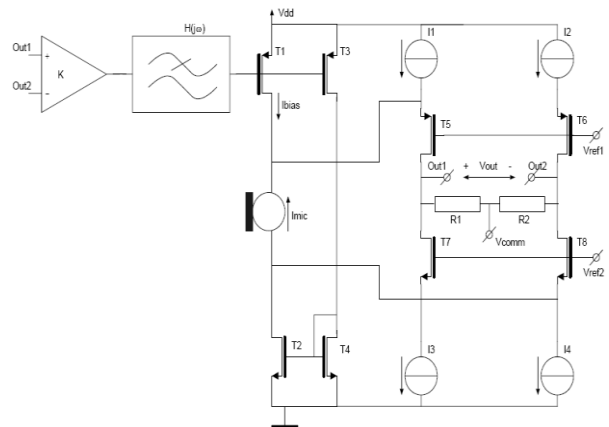 Vdd
H(jω)
I1
I2
Out1
+
K
Out2
−
T1
T3
Ibias
T5
T6
Vref1
Out1
+
Vout
-
Out2
R1
R2
Imic
Vcomm
T7
T8
Vref2
T2
T4
I3
I4